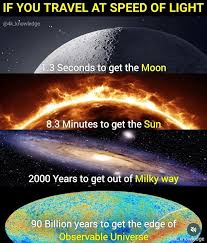 IF YOU TRAVEL AT SPEED OF LIGHT
@4k_knowledge
1.3 Seconds to get the Moon
8.3 Minutes to get the Sun
2000 Years to get out of Milky way
90 Billion years to get the edge of
Observable Universe
@4k_knowledge